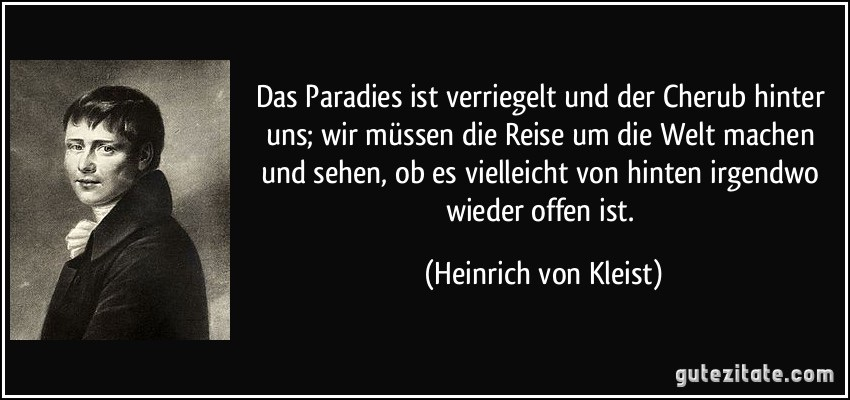 Das Paradies ist verriegelt und der Cherub hinter
uns; wir müssen die Reise um die Welt machen
und sehen, ob es vielleicht von hinten irgendwo
wieder offen ist.
(Heinrich von Kleist)
gutezitate.com